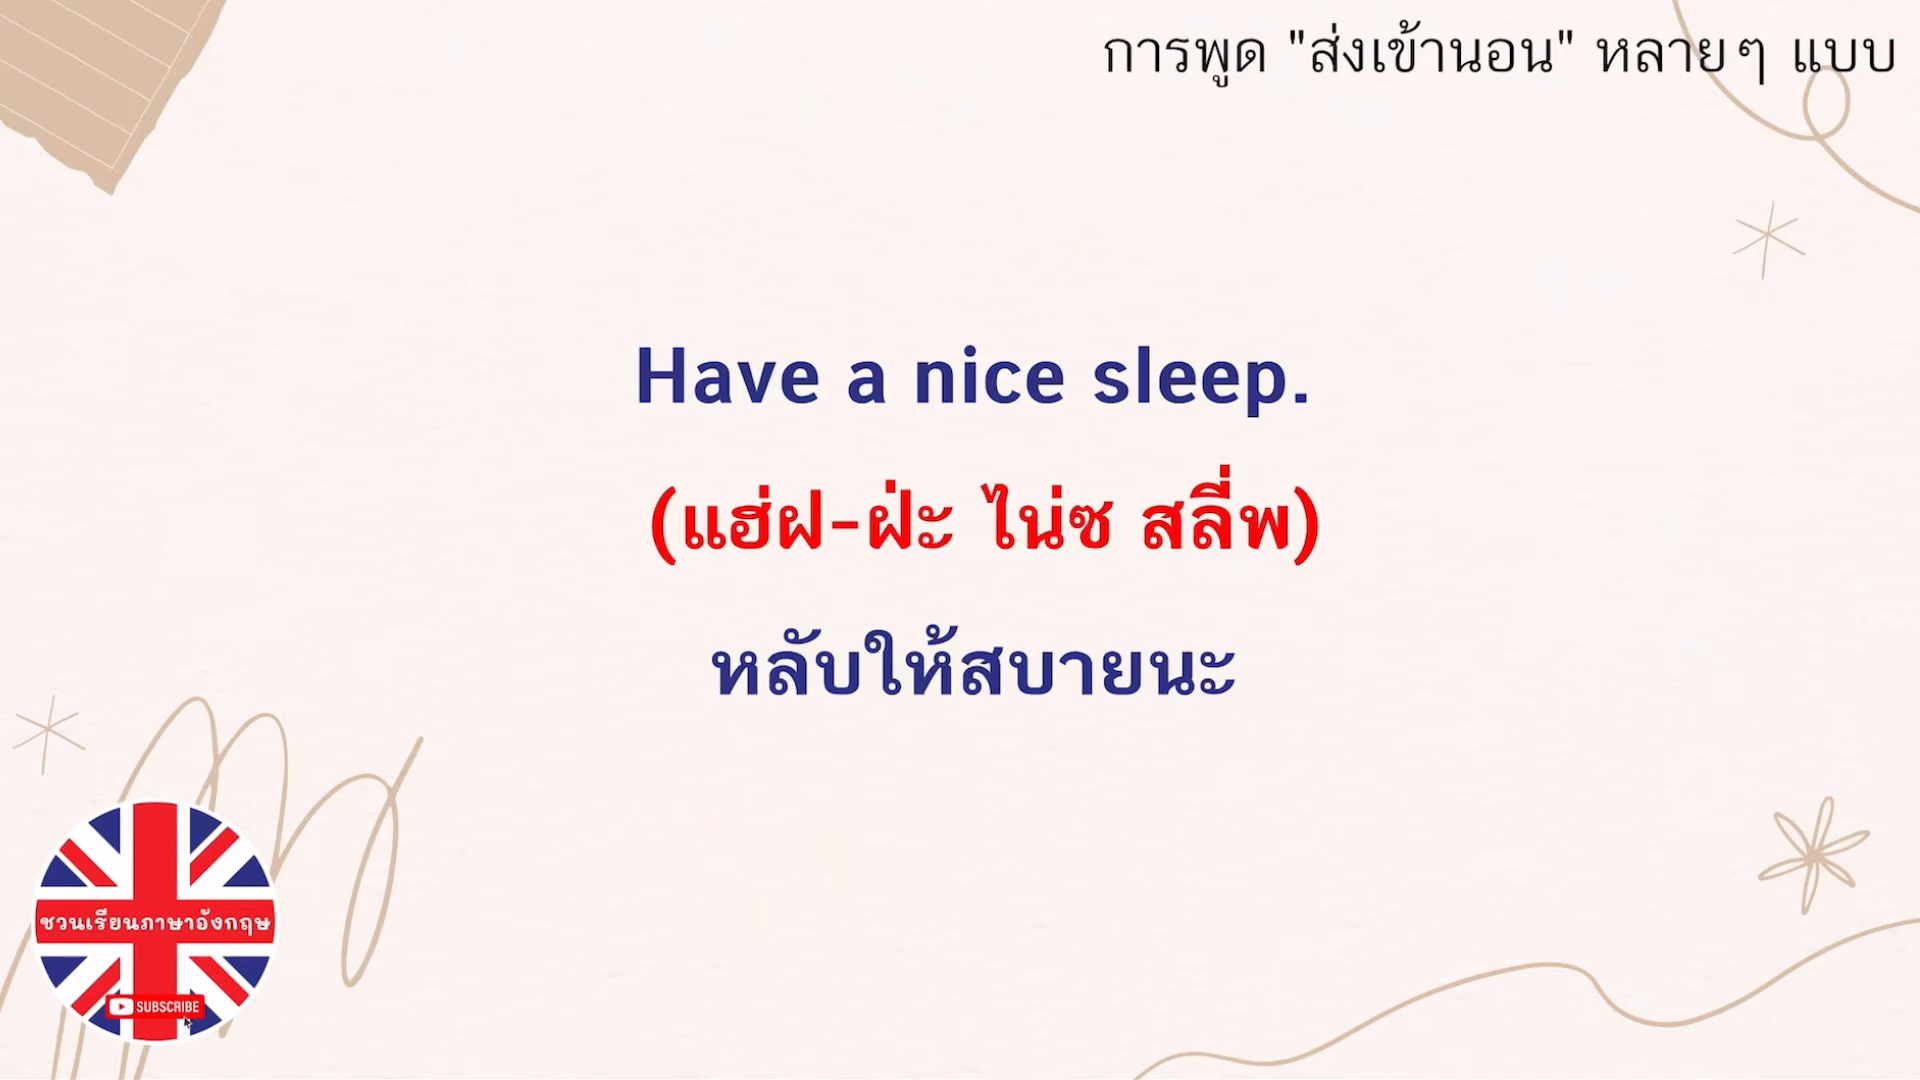 การพูด "ส่งเข้านอน" หลายๆ แบบ
Have a nice sleep.
(แฮ่ฝ-ฝ่ะ ไน่ซ สลี่พ)
หลับให้สบายนะ
ชวนเรียนภาษาอังกฤษ
SUBSCRIBE